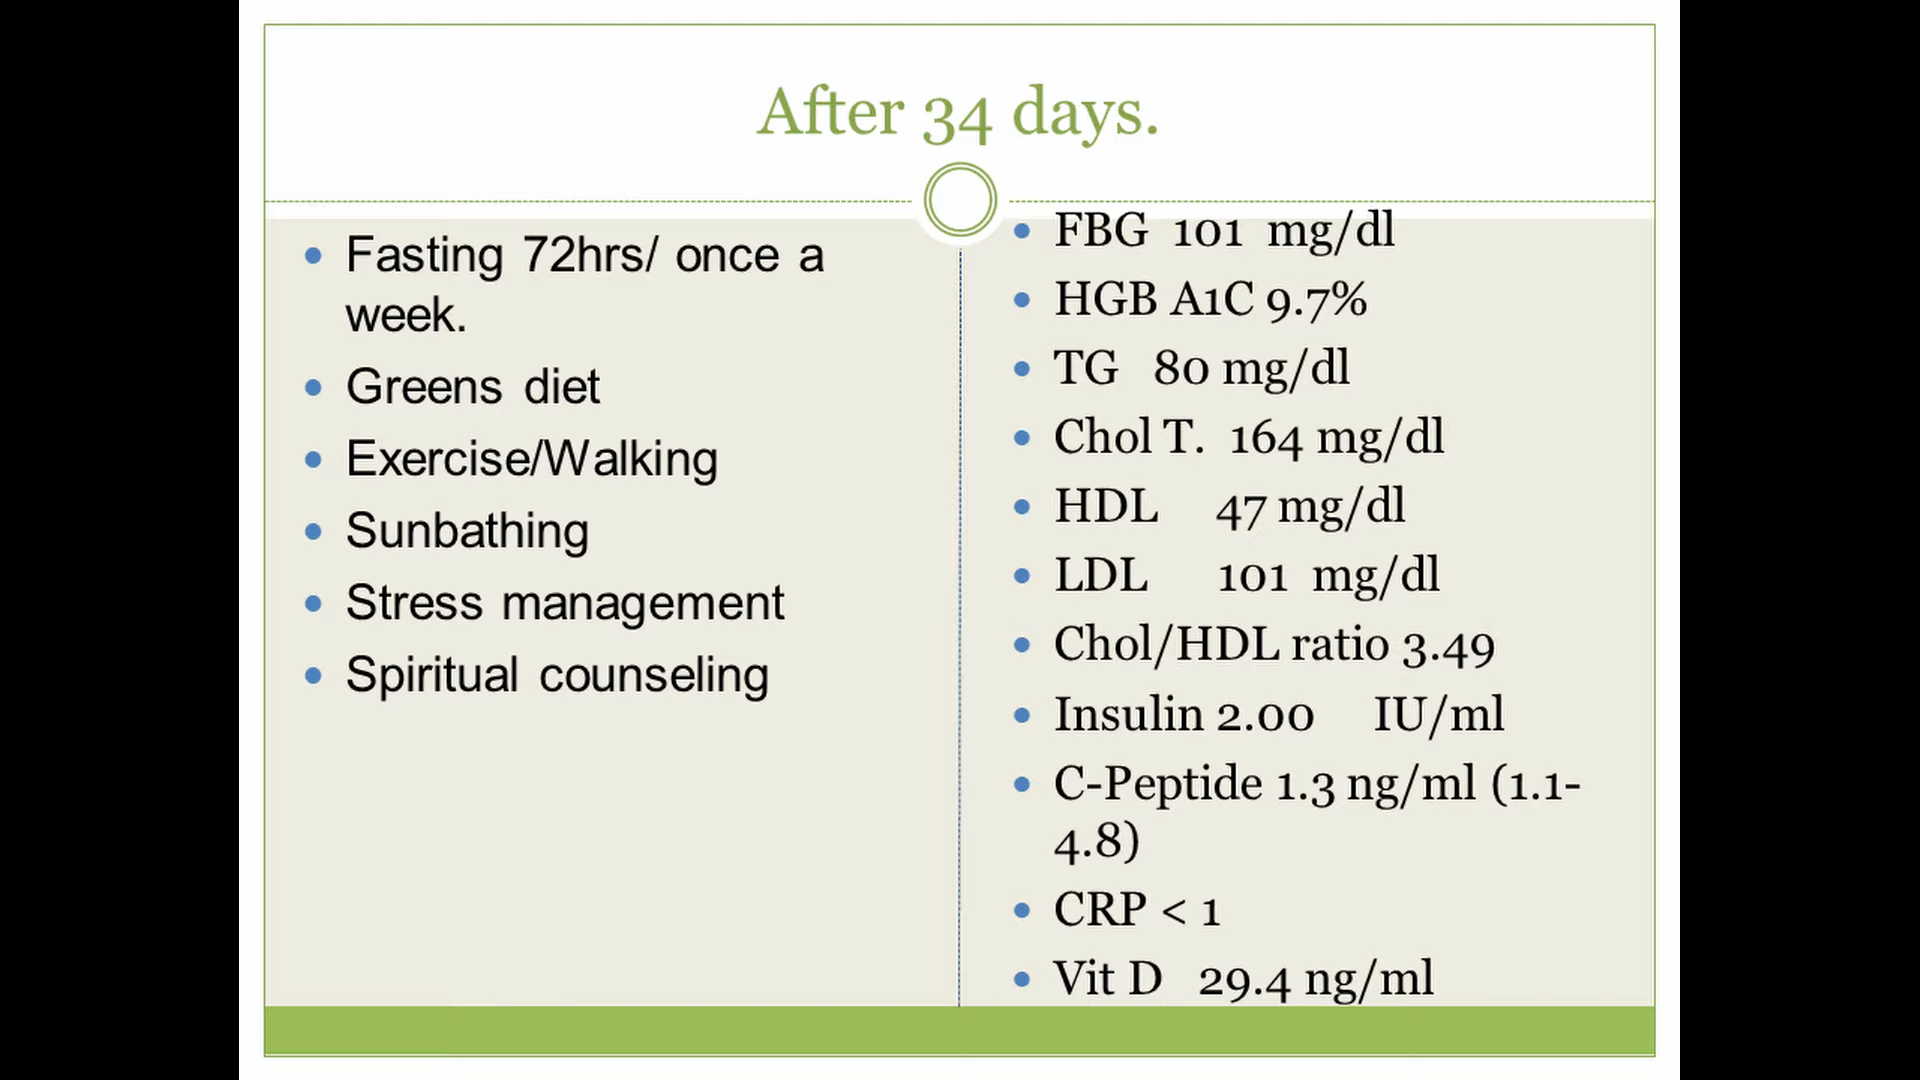 After 34 days.
Fasting 72hrs/ once a
week.
Greens diet
Exercise/Walking
Sunbathing
Stress management
Spiritual counseling
FBG 101 mg/dl
HGB A1C 9.7%
TG 80 mg/dl
Chol T. 164 mg/dl
HDL 47 mg/dl
LDL 101 mg/dl
Chol/HDL ratio 3.49
Insulin 2.00 IU/ml
C-Peptide 1.3 ng/ml (1.1-
4.8)
CRP < 1
Vit D 29.4 ng/ml